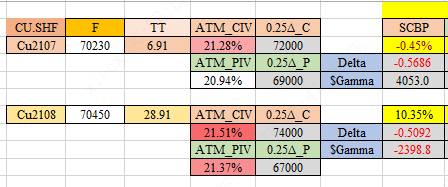 CU.SHF F TT ATM_CIV 0.25Δ_C SCBP
Cu2107 70230 6.91 21.28% 72000 -0.45%
ATM_PIV 0.25Δ_P Delta -0.5686
20.94% 69000 $Gamma 4053.0
Cu2108 70450 28.91 ATM_CIV 0.25Δ_C 10.35%
21.51% 74000 Delta -0.5092
ATM_PIV 0.25Δ_P $Gamma -2398.8
21.37% 67000